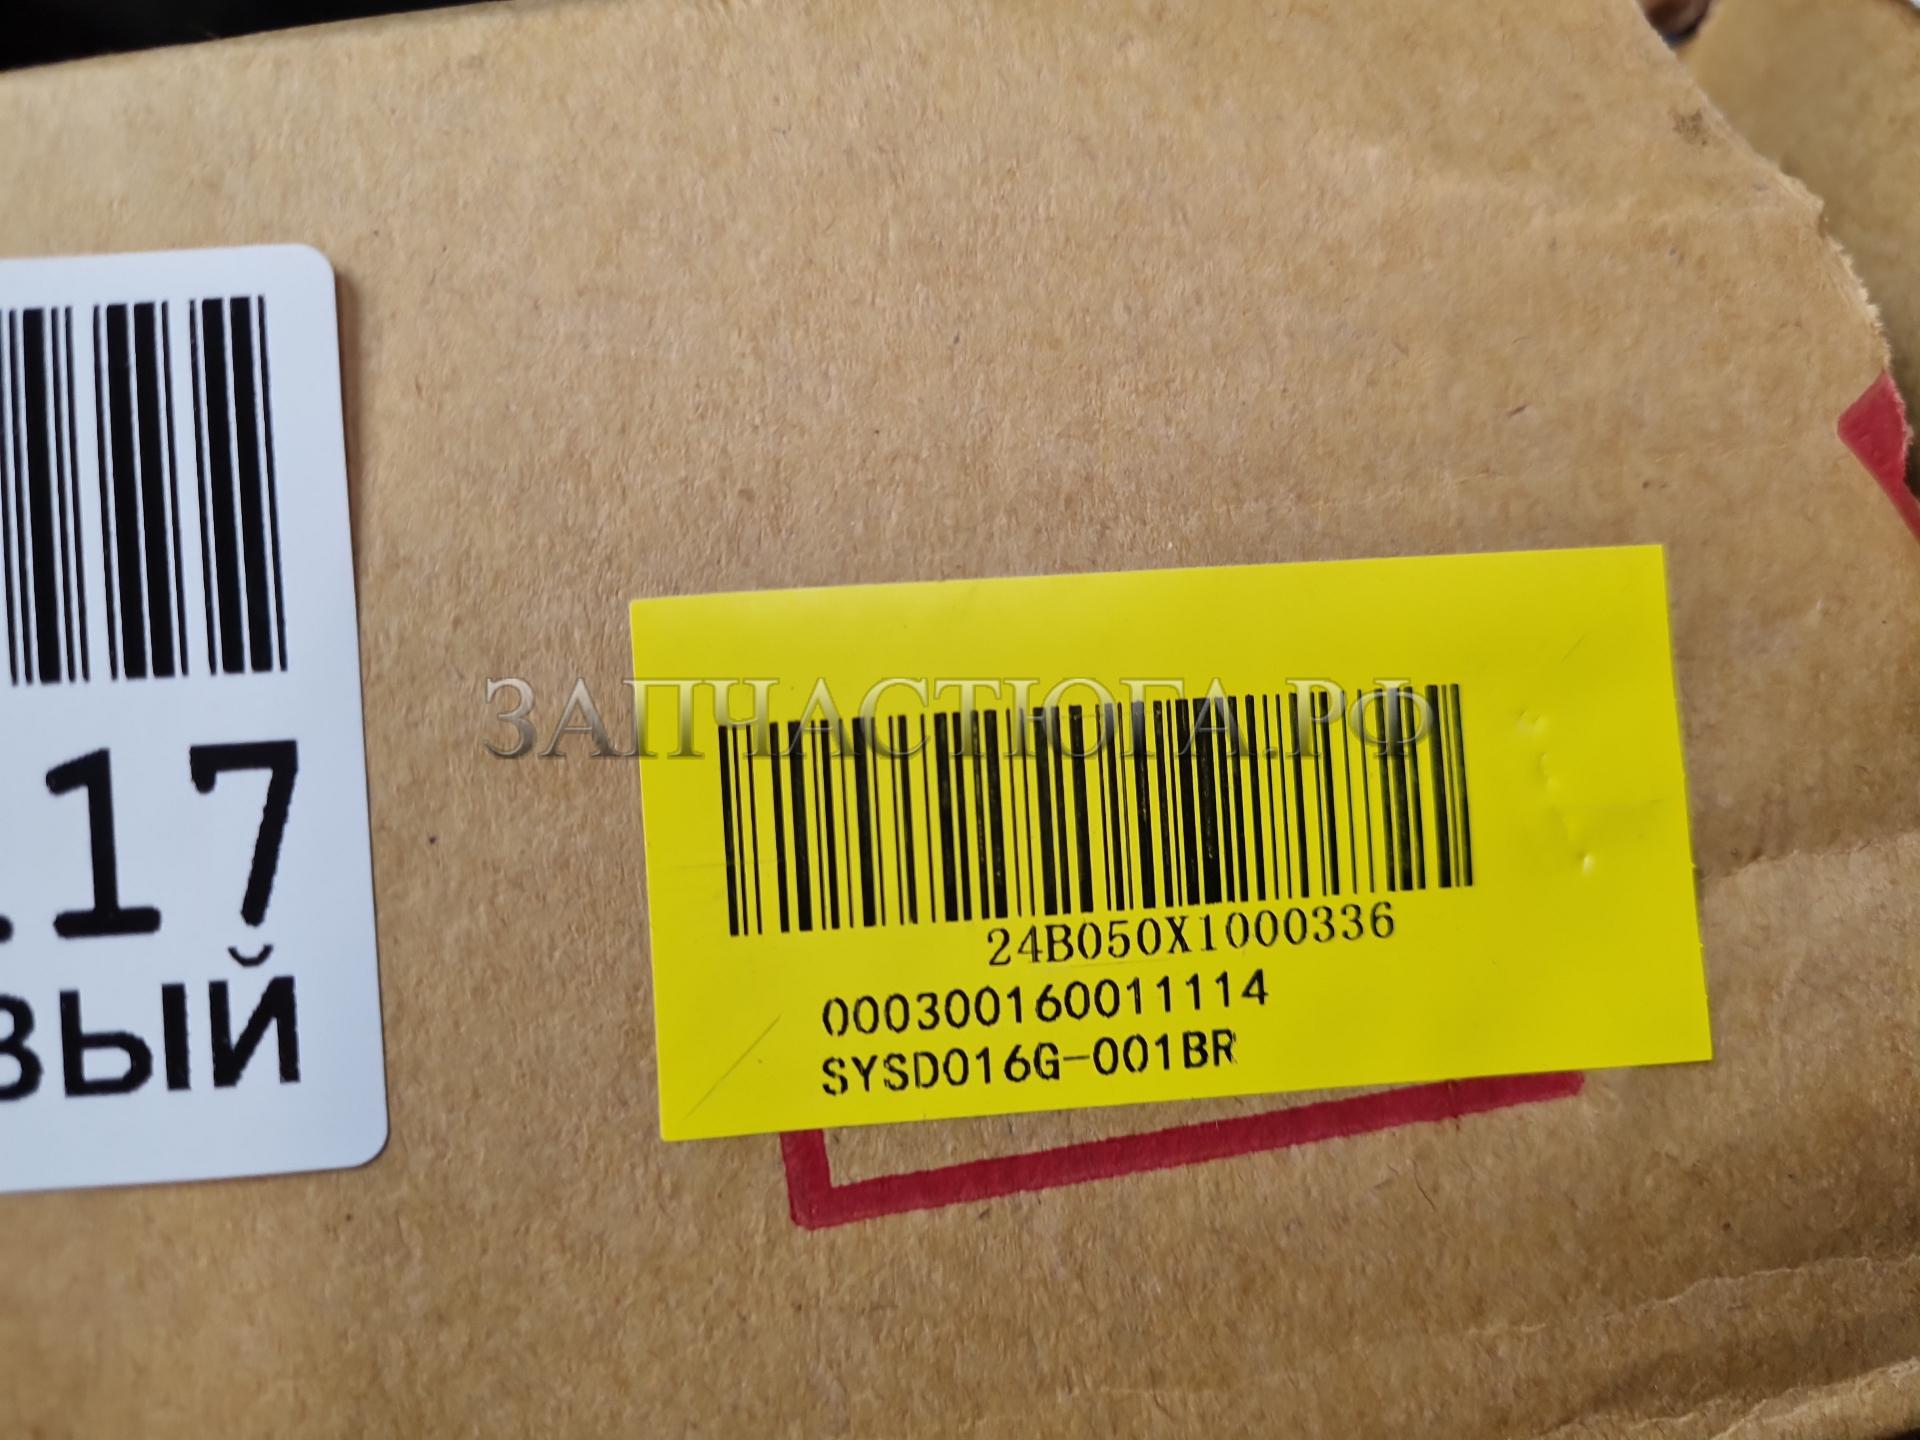 ЗАПЧАСТЮГА.РФ
.17
вый
24B050X1000336
000300160011114
SYSD016G-001BR